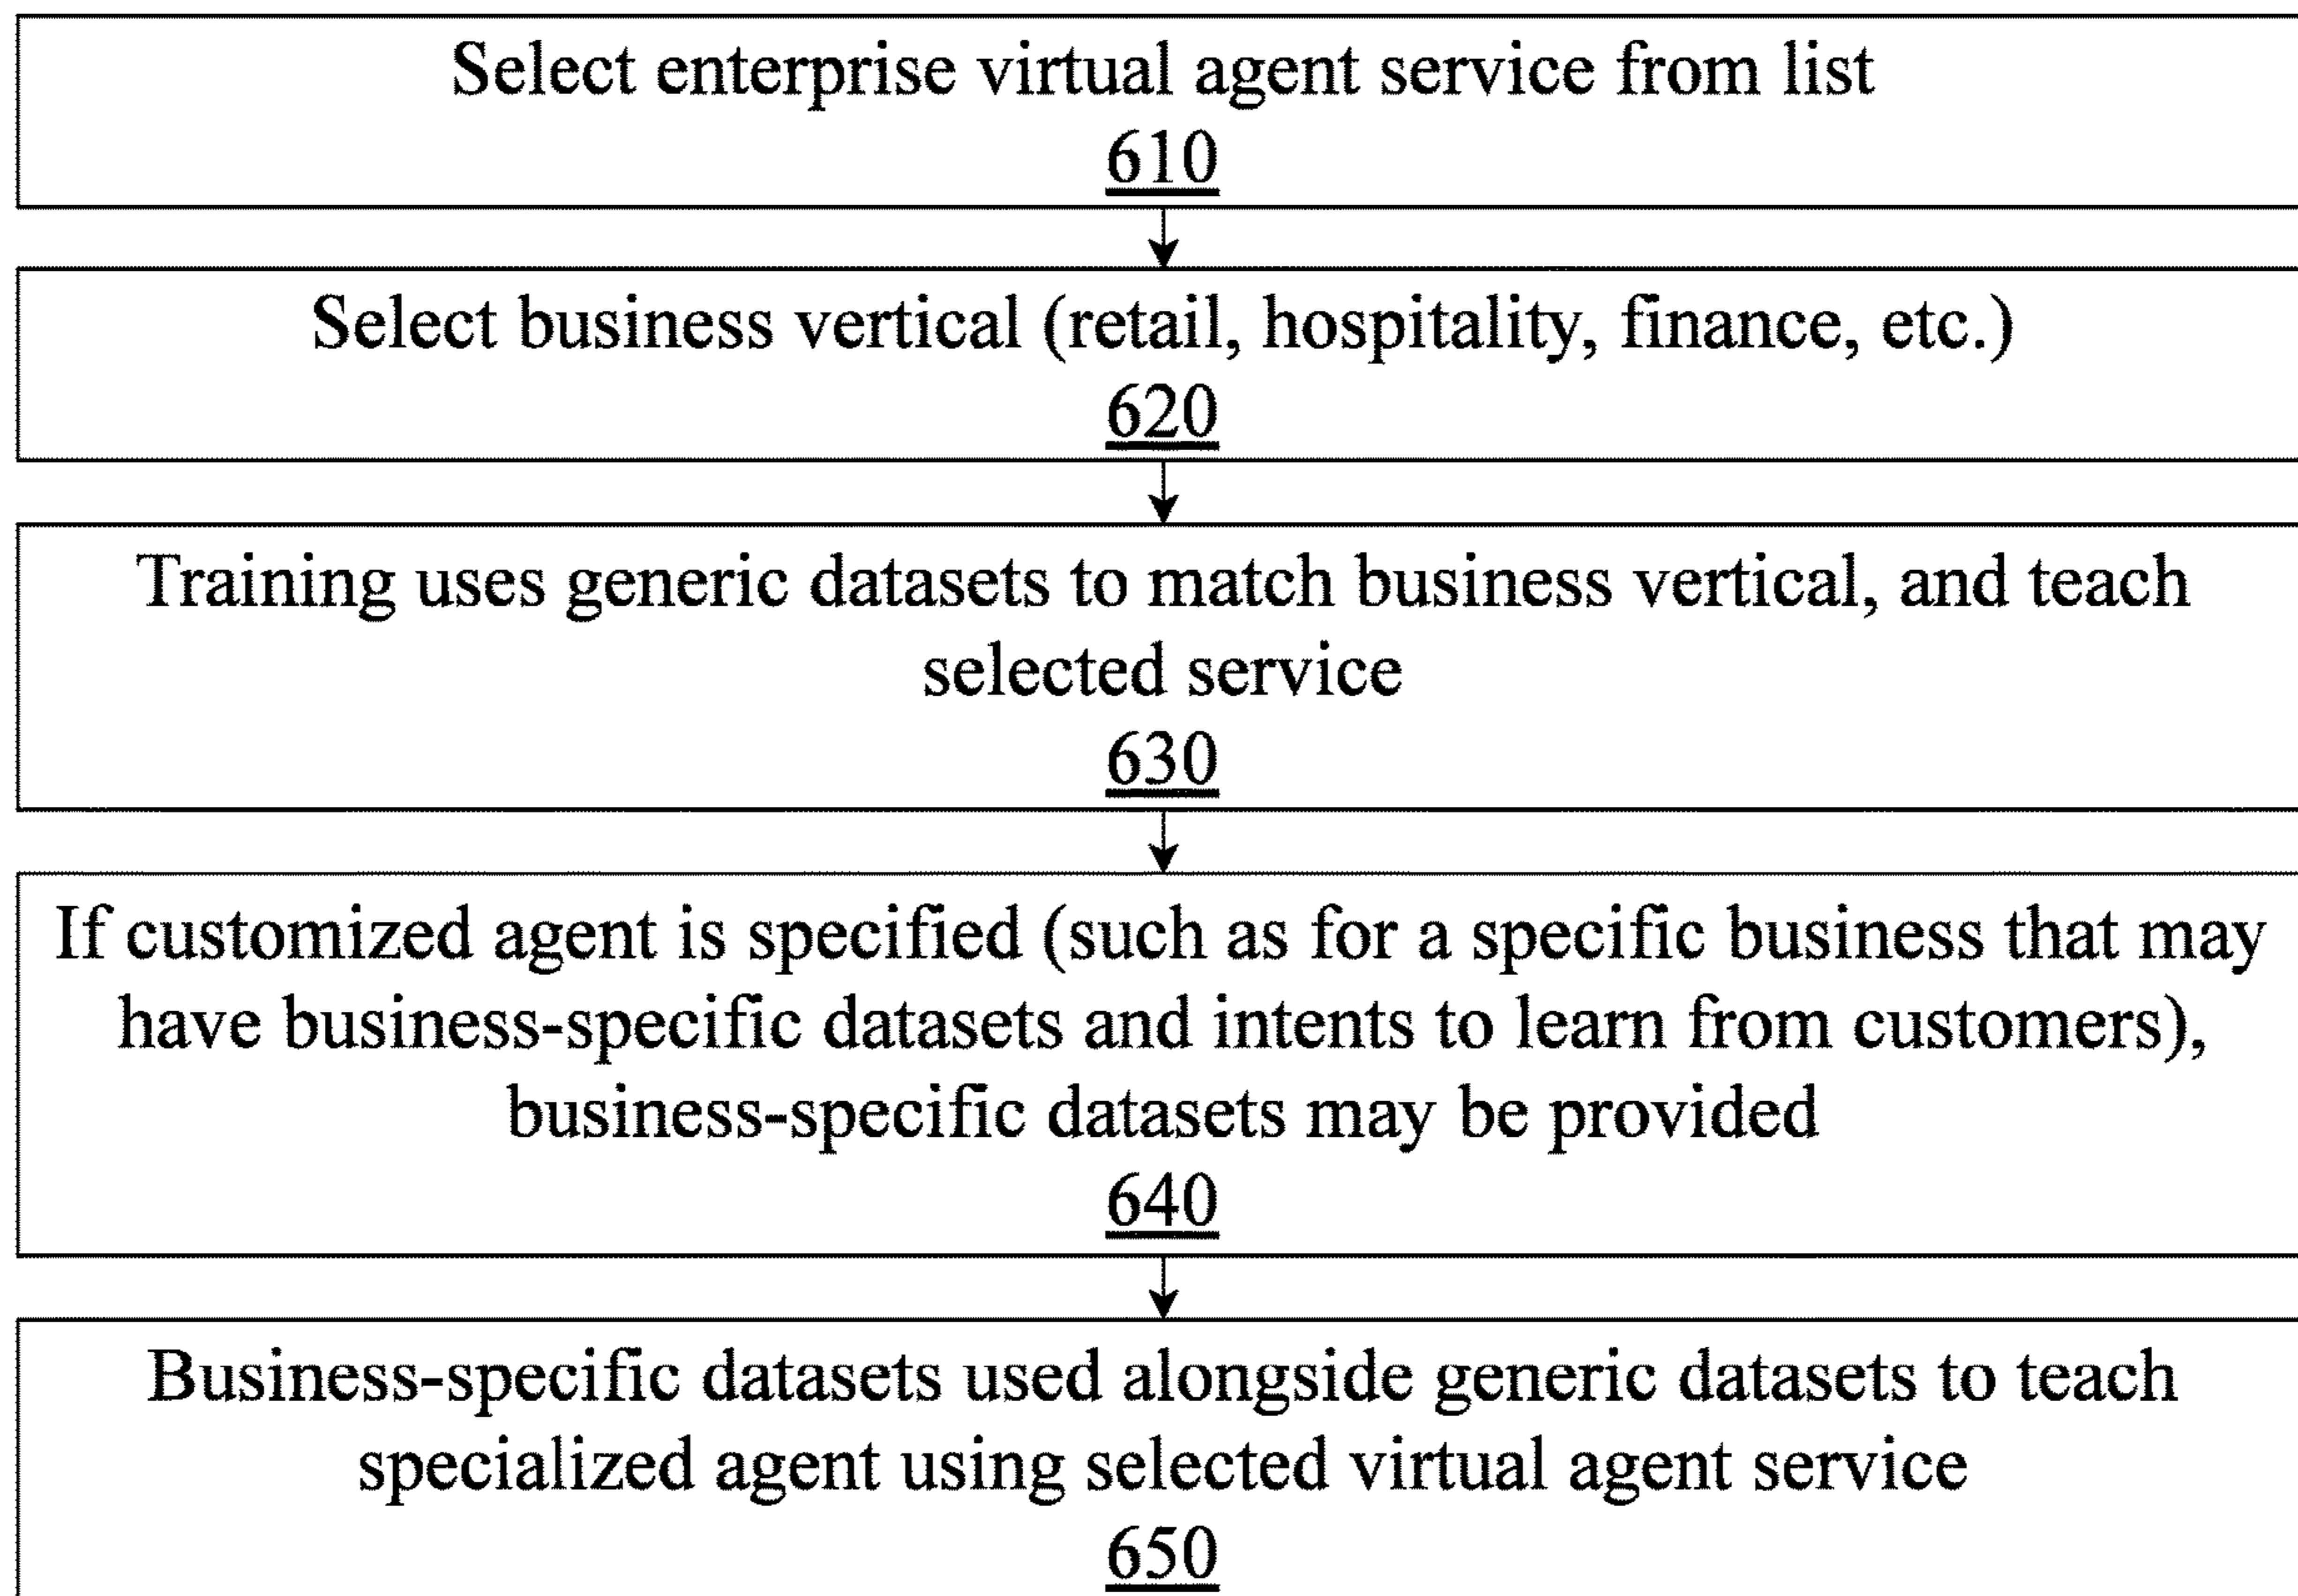 Select enterprise virtual agent service from list
610
Select business vertical (retail, hospitality, finance, etc.)
620
Training uses generic datasets to match business vertical, and teach
selected service
630
If customized agent is specified (such as for a specific business that may
have business-specific datasets and intents to learn from customers),
business-specific datasets may be provided
640
Business-specific datasets used alongside generic datasets to teach
specialized agent using selected virtual agent service
650